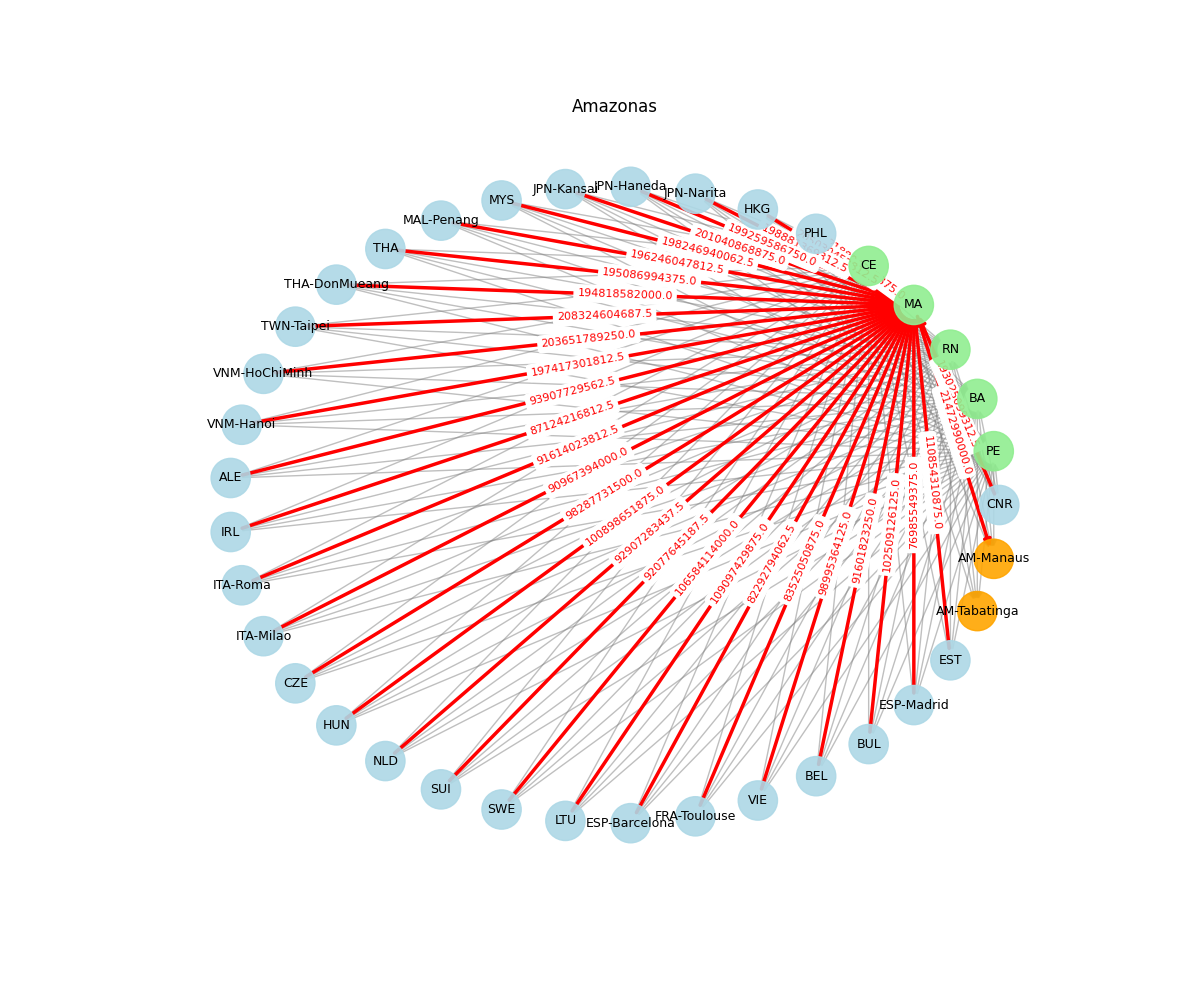 Amazonas
JPN-Kansai
JPN-Haneda
JPN-Narita
MYS
HKG
MAL-Penang
PHL
THA
CE
THA-DonMueang
MA
TWN-Taipei
RN
VNM-HoChiMinh
BA
VNM-Hanoi
PE
ALE
CNR
IRL
AM-Manaus
ITA-Roma
AM-Tabatinga
ITA-Milao
EST
CZE
ESP-Madrid
HUN
BUL
NLD
BEL
SUI
VIE
SWE
LTU
ESP-Barcelona
FRA-Toulouse
199259586750.0
201040868875.0
198246940062.5
196246047812.5
195086994375.0
194818582000.0
208324604687.5
203651789250.0
197417301812.5
93907729562.5
87124216812.5
91614023812.5
90967394000.0
98287731500.0
100898651875.0
92907283437.5
92077645187.5
106584114000.0
109097429875.0
82292794062.5
83525050875.0
98995364125.0
91601823250.0
102509126125.0
76985549375.0
110854310875.0
21472990000.0